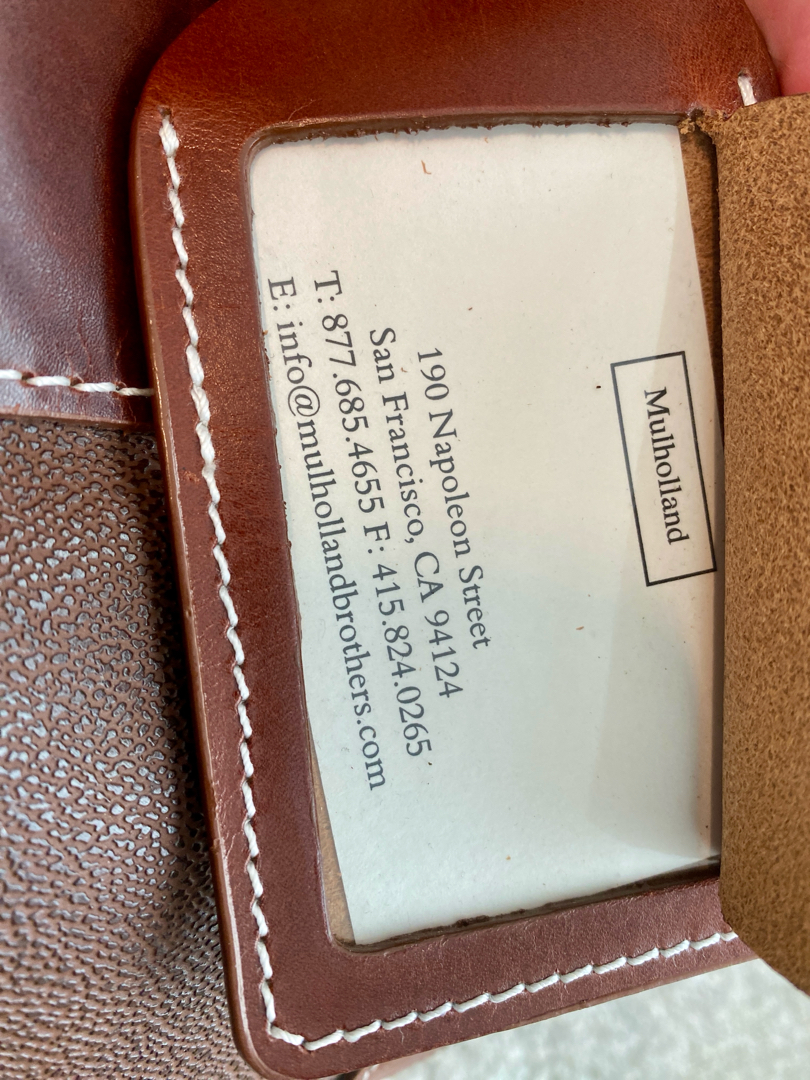 Mulholland
190 Napoleon Street
San Francisco, CA 94124
T: 877.685.4655 F: 415.824.0265
E: info@mulhollandbrothers.com